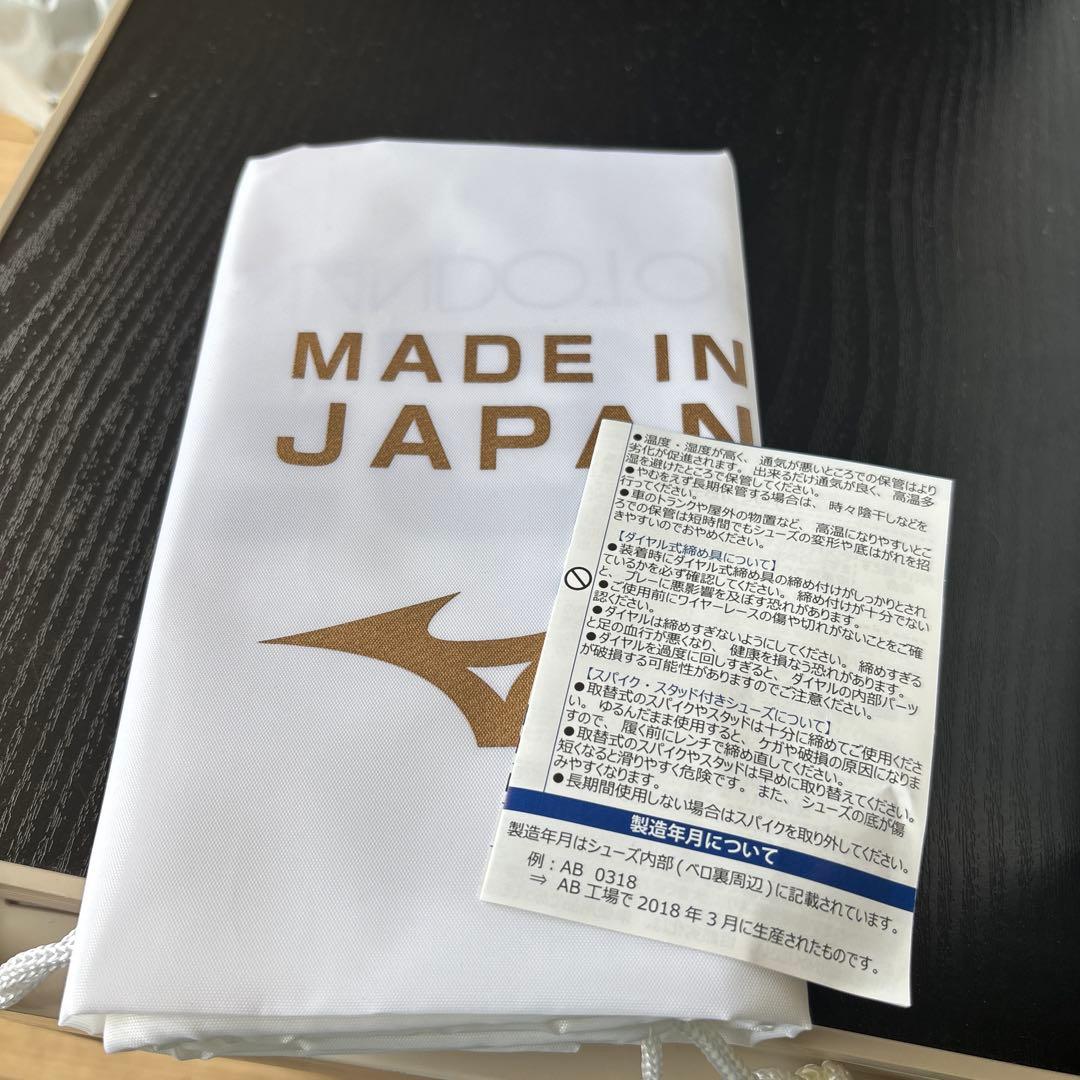 MADE IN
JAPAN
●温度・湿度が高く、通気が悪いところでの保管はより
劣化が促進されます。出来るだけ通気が良く、高温多
湿を避けたところで保管してください。
●やむをえず長期保管する場合は、時々陰干しなどを
行ってください。
●車のトランクや屋外の物置など、高温になりやすいとこ
ろでの保管は短時間でもシューズの変形や底はがれを招
きやすいのでおやめください。
【ダイヤル式締め具について】
●装着時にダイヤル式締め具の締め付けがしっかりとされ
ているかを必ず確認してください。締め付けが十分でない
と、プレーに悪影響を及ぼす恐れがあります。
●ご使用前にワイヤーレースの傷や切れがないことをご確
認ください。
●ダイヤルは締めすぎないようにしてください。締めすぎる
と足の血行が悪くなり、健康を損なう恐れがあります。
●ダイヤルを過度に回しすぎると、ダイヤルの内部パーツ
が破損する可能性がありますのでご注意ください。
【スパイク・スタッド付きシューズについて】
●取替式のスパイクやスタッドは十分に締めてご使用くださ
い。ゆるんだまま使用すると、ケガや破損の原因になりま
すので、履く前にレンチで締め直してください。
●取替式のスパイクやスタッドは早めに取り替えてください。
短くなると滑りやすく危険です。また、シューズの底が傷
みやすくなります。
●長期間使用しない場合はスパイクを取り外してください。
製造年月について
製造年月はシューズ内部(ベロ裏周辺)に記載されています。
例：AB 0318
⇒ AB工場で2018年3月に生産されたものです。